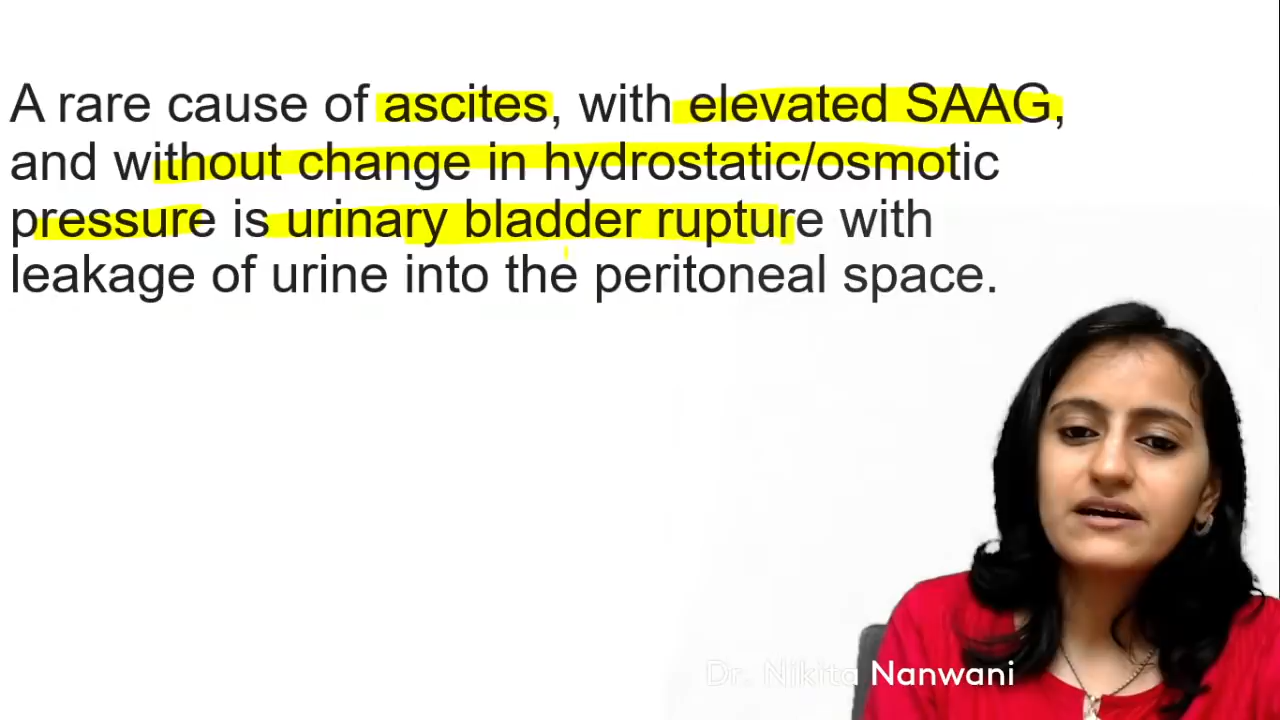 A rare cause of ascites, with elevated SAAG,
and without change in hydrostatic/osmotic
pressure is urinary bladder rupture with
leakage of urine into the peritoneal space.
Dr. Nikita Nanwani